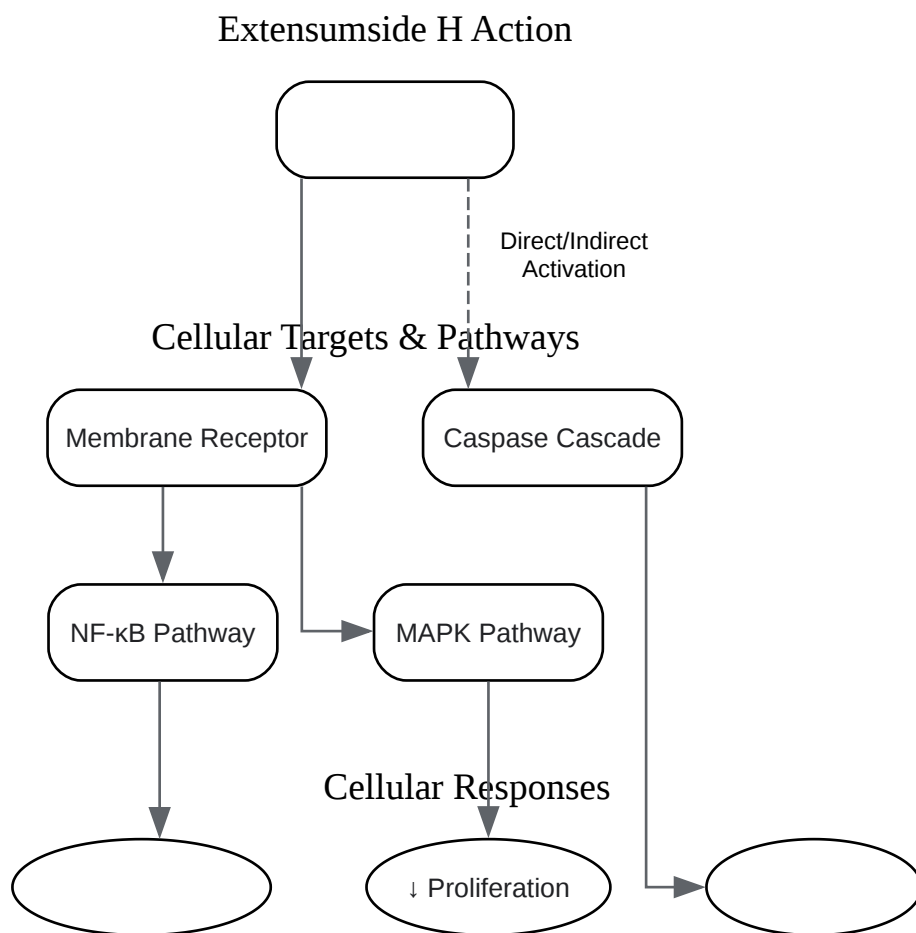 Extensumside H Action
Direct/Indirect
Activation
Cellular Targets & Pathways
Membrane Receptor
Caspase Cascade
NF-κB Pathway
MAPK Pathway
Cellular Responses
↓ Proliferation